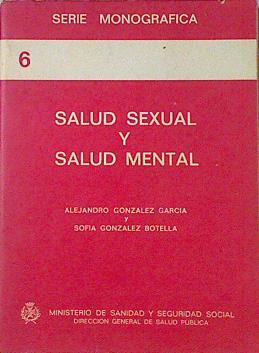 SERIE MONOGRAFICA
6
SALUD SEXUAL
Y
SALUD MENTAL
ALEJANDRO GONZALEZ GARCIA
y
SOFIA GONZALEZ BOTELLA
MINISTERIO DE SANIDAD Y SEGURIDAD SOCIAL
DIRECCION GENERAL DE SALUD PUBLICA